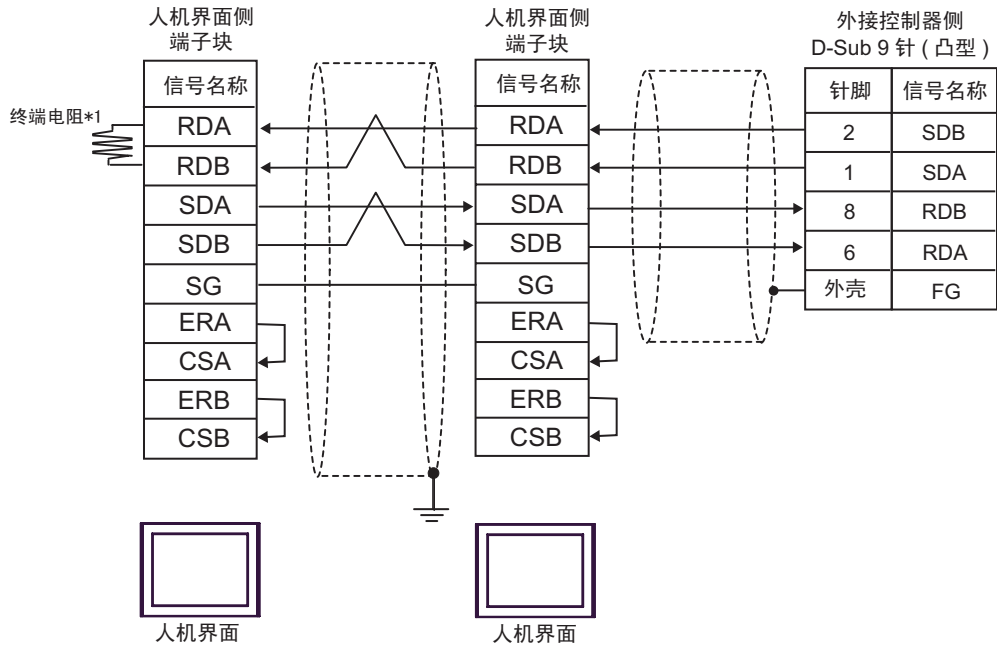 人机界面侧
端子块
信号名称
终端电阻*1
RDA
RDB
SDA
SDB
SG
ERA
CSA
ERB
CSB
人机界面
人机界面侧
端子块
信号名称
RDA
RDB
SDA
SDB
SG
ERA
CSA
ERB
CSB
人机界面
外接控制器侧
D-Sub 9 针 ( 凸型 )
针脚 信号名称
2 SDB
1 SDA
8 RDB
6 RDA
外壳 FG